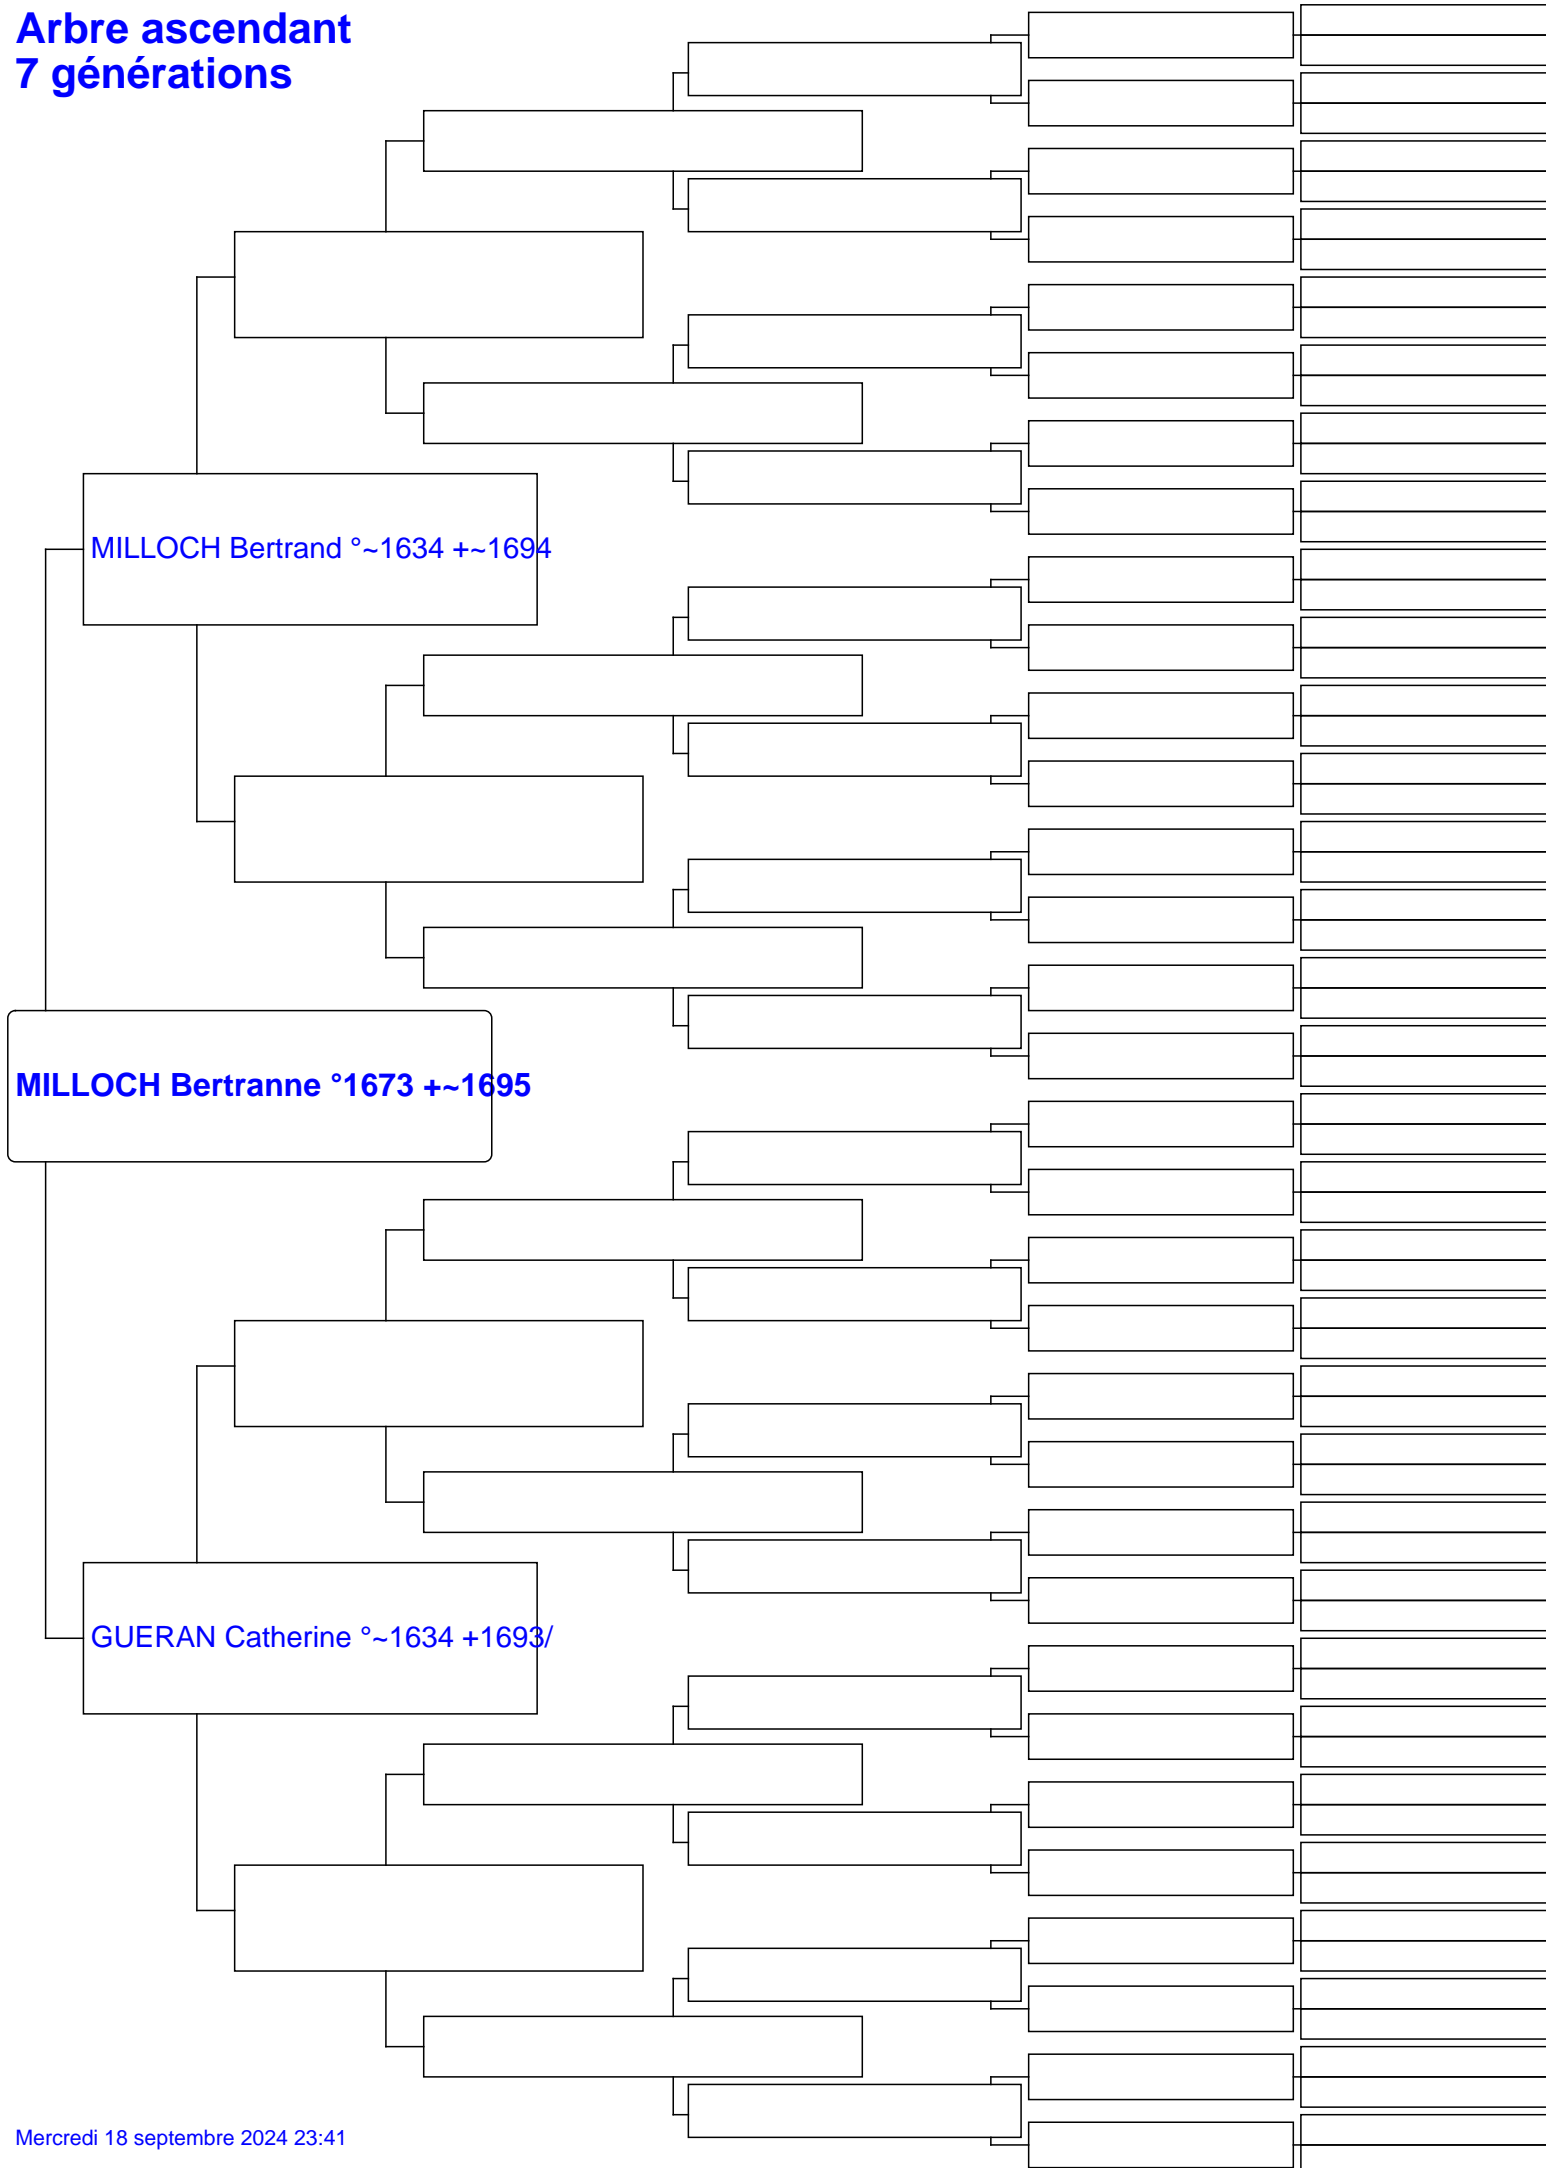 Arbre ascendant
7 générations
MILLOCH Bertrand °~1634 +~1694
MILLOCH Bertranne °1673 +~1695
GUERAN Catherine °~1634 +1693/
Mercredi 18 septembre 2024 23:41